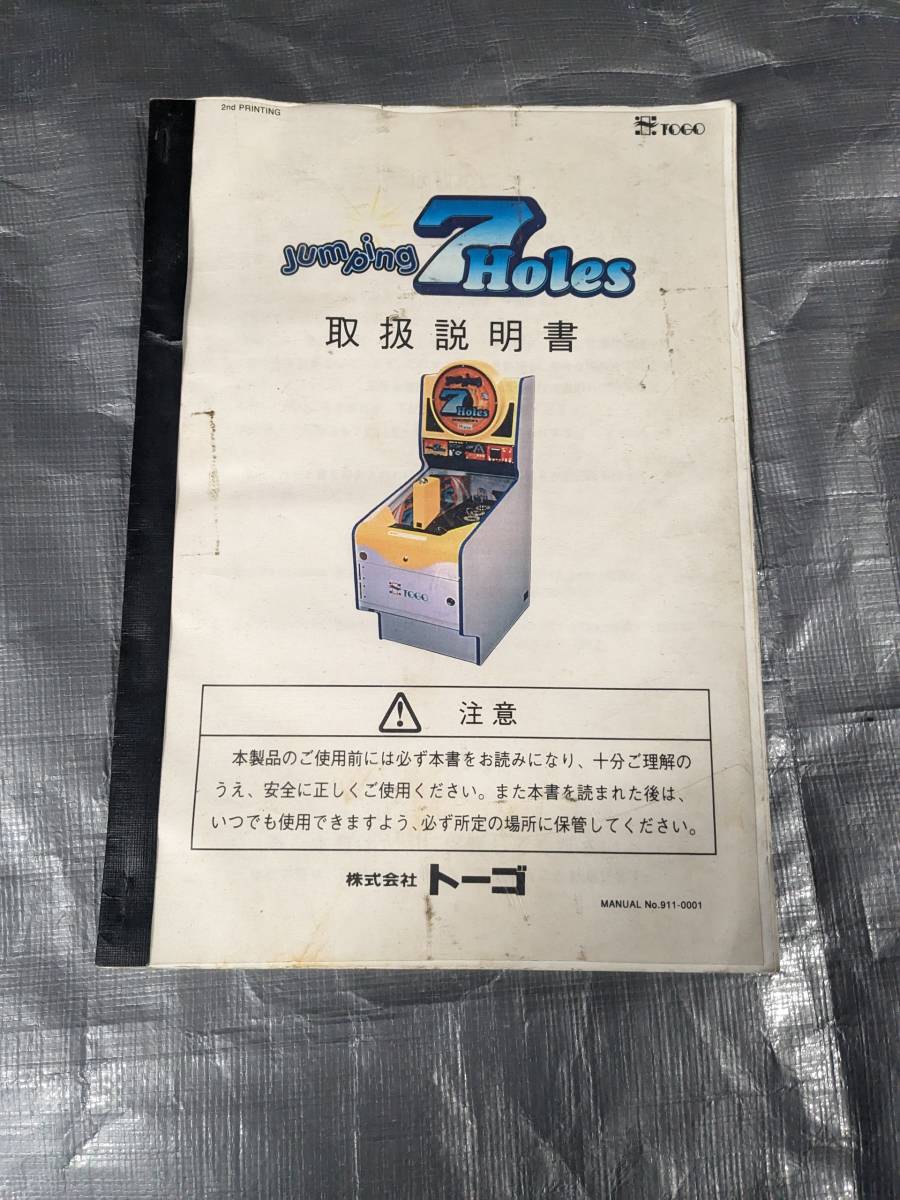 2nd PRINTING
TOGO
Jumping 7 Holes
取扱説明書
Jumping
7
Holes
TOGO
注意
本製品のご使用前には必ず本書をお読みになり、十分ご理解の
うえ、安全に正しくご使用ください。また本書を読まれた後は、
いつでも使用できますよう、必ず所定の場所に保管してください。
株式会社 トーゴ
MANUAL No.911-0001